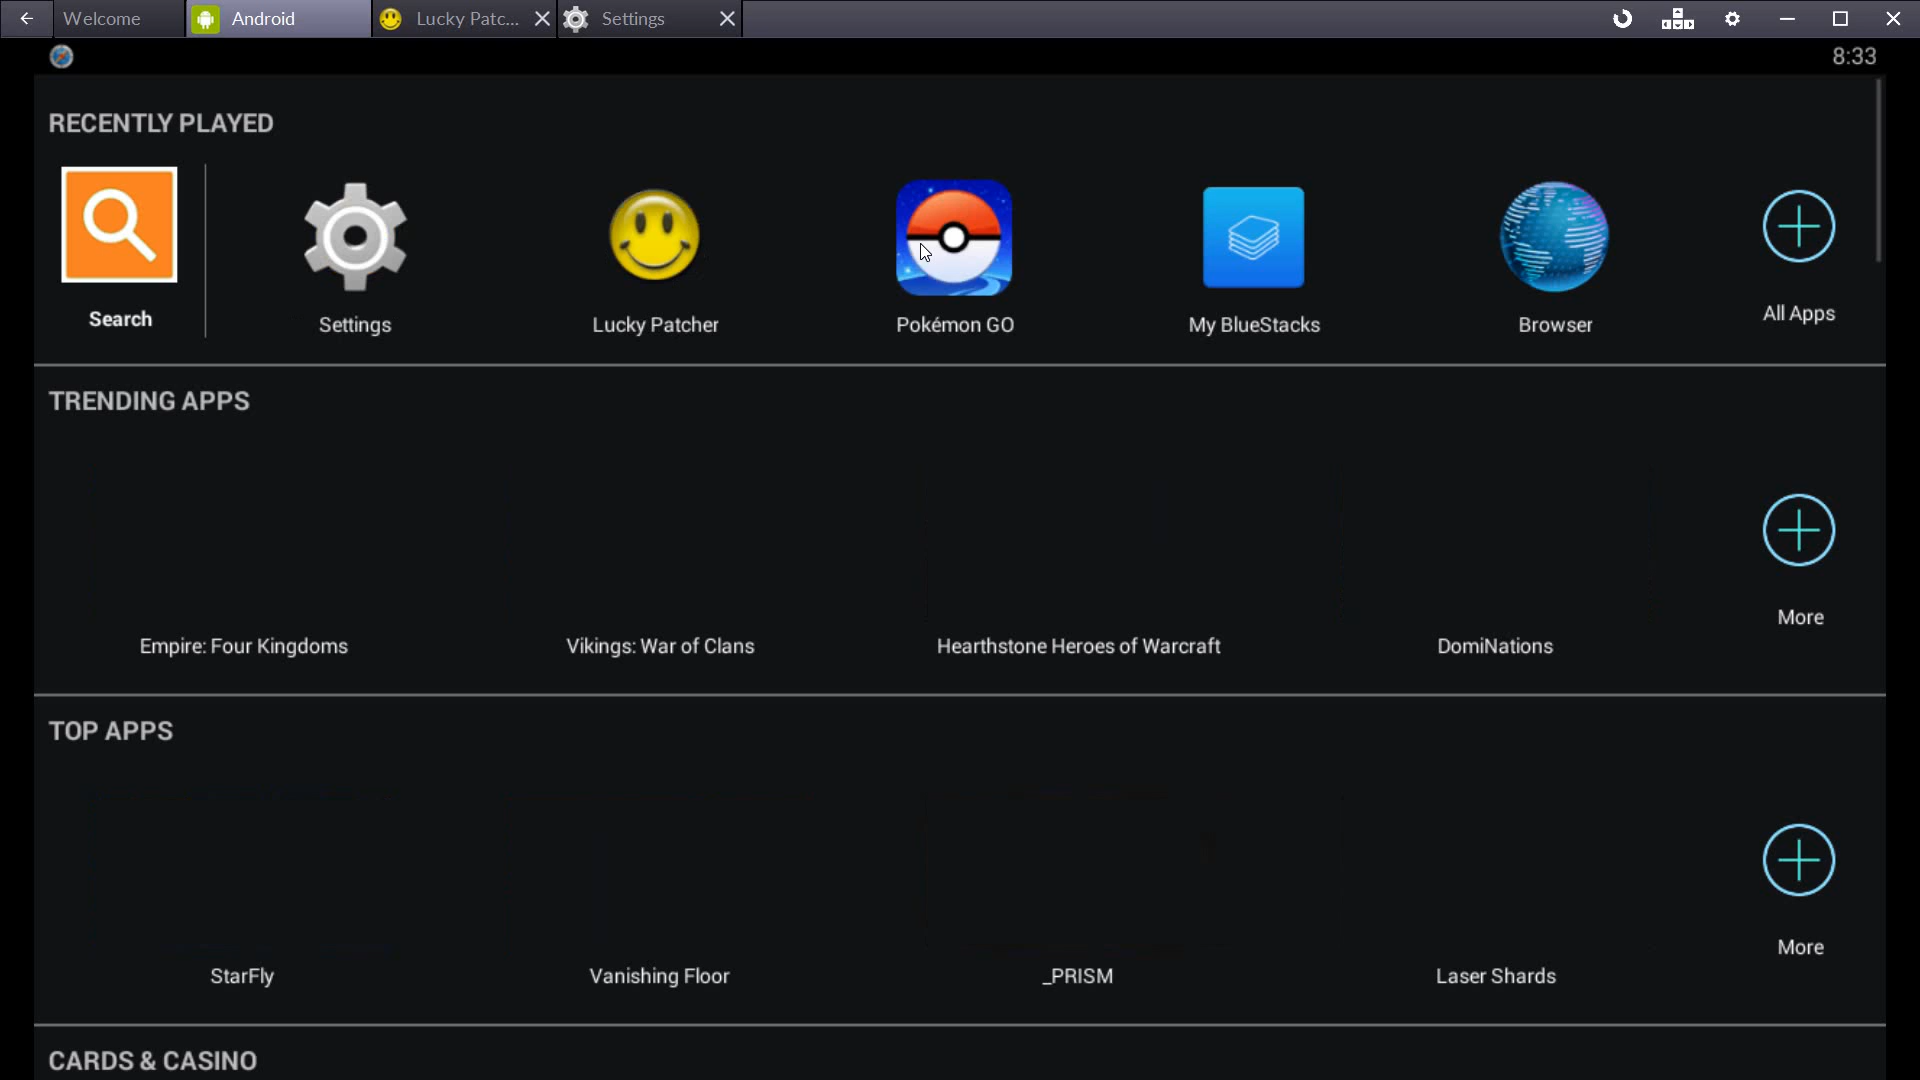 Welcome
Android
Lucky Patc...
Settings
8:33
RECENTLY PLAYED
Search
Settings
Lucky Patcher
Pokémon GO
My BlueStacks
Browser
All Apps
TRENDING APPS
Empire: Four Kingdoms
Vikings: War of Clans
Hearthstone Heroes of Warcraft
DomiNations
More
TOP APPS
StarFly
Vanishing Floor
_PRISM
Laser Shards
More
CARDS & CASINO